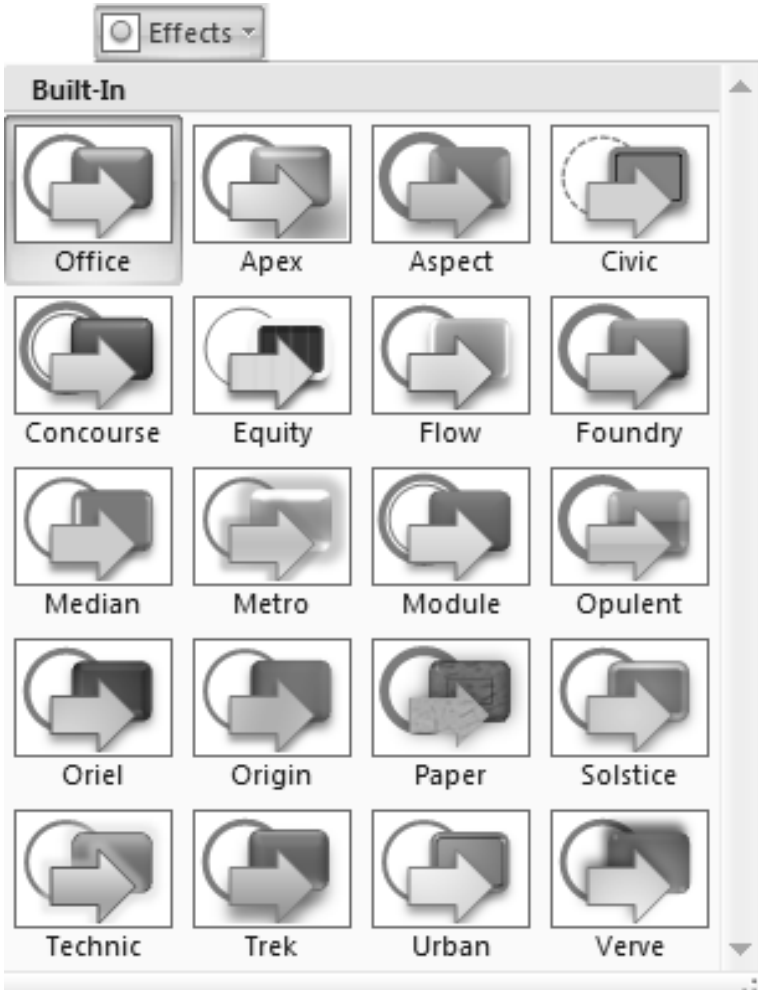 Effects
Built-In
Office Apex Aspect Civic
Concourse Equity Flow Foundry
Median Metro Module Opulent
Oriel Origin Paper Solstice
Technic Trek Urban Verve